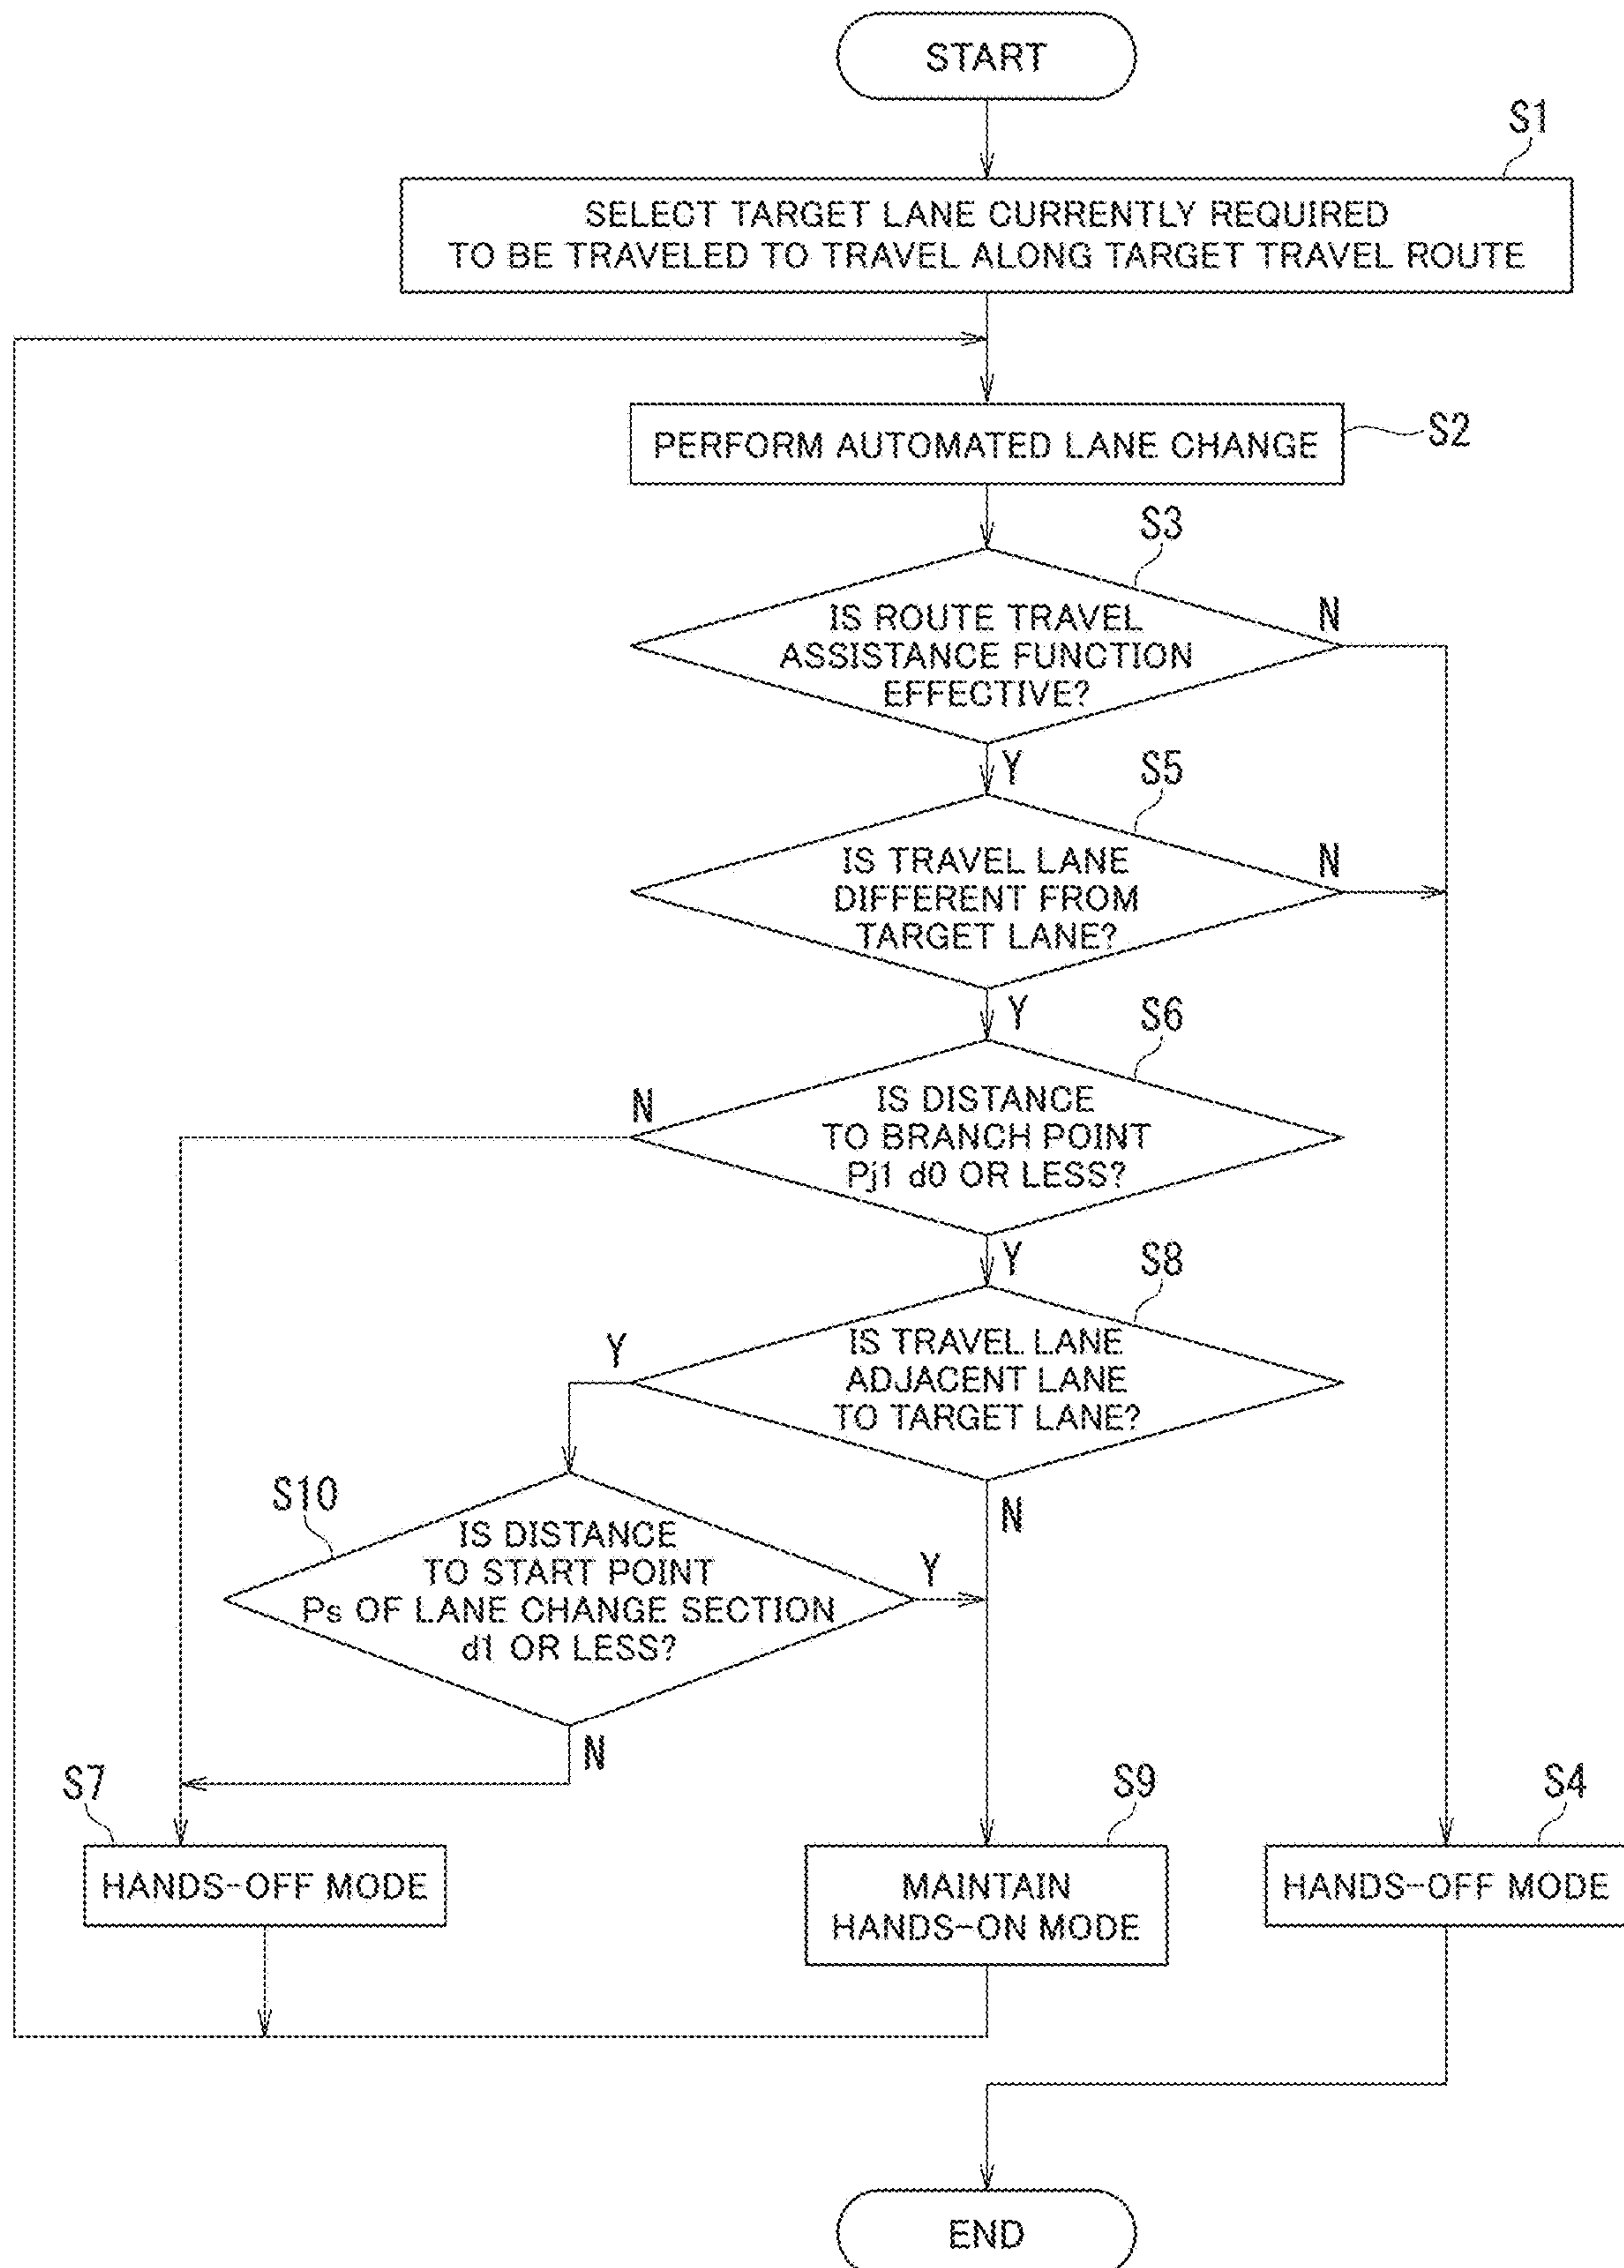 START
S1
SELECT TARGET LANE CURRENTLY REQUIRED
TO BE TRAVELED TO TRAVEL ALONG TARGET TRAVEL ROUTE
PERFORM AUTOMATED LANE CHANGE
S2
S3
IS ROUTE TRAVEL
ASSISTANCE FUNCTION
EFFECTIVE?
N
Y
S5
IS TRAVEL LANE
DIFFERENT FROM
TARGET LANE?
N
Y
S6
IS DISTANCE
TO BRANCH POINT
Pj1 d0 OR LESS?
N
Y
S8
IS TRAVEL LANE
ADJACENT LANE
TO TARGET LANE?
Y
N
S10
IS DISTANCE
TO START POINT
Ps OF LANE CHANGE SECTION
d1 OR LESS?
Y
N
S7
HANDS-OFF MODE
S9
MAINTAIN
HANDS-ON MODE
S4
HANDS-OFF MODE
END